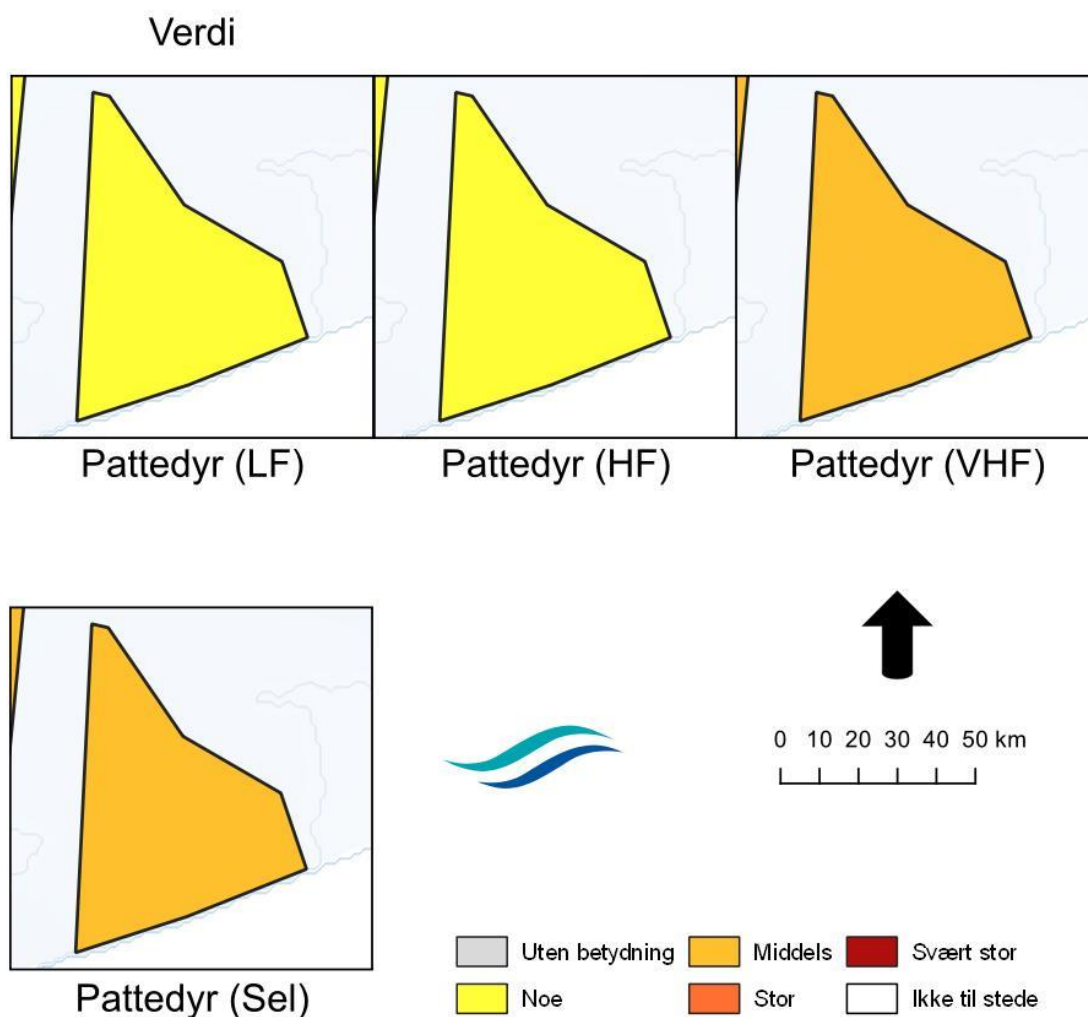 Verdi
Pattedyr (LF) Pattedyr (HF) Pattedyr (VHF)
0 10 20 30 40 50 km
Pattedyr (Sel)
Uten betydning Middels Svært stor
Noe Stor Ikke til stede